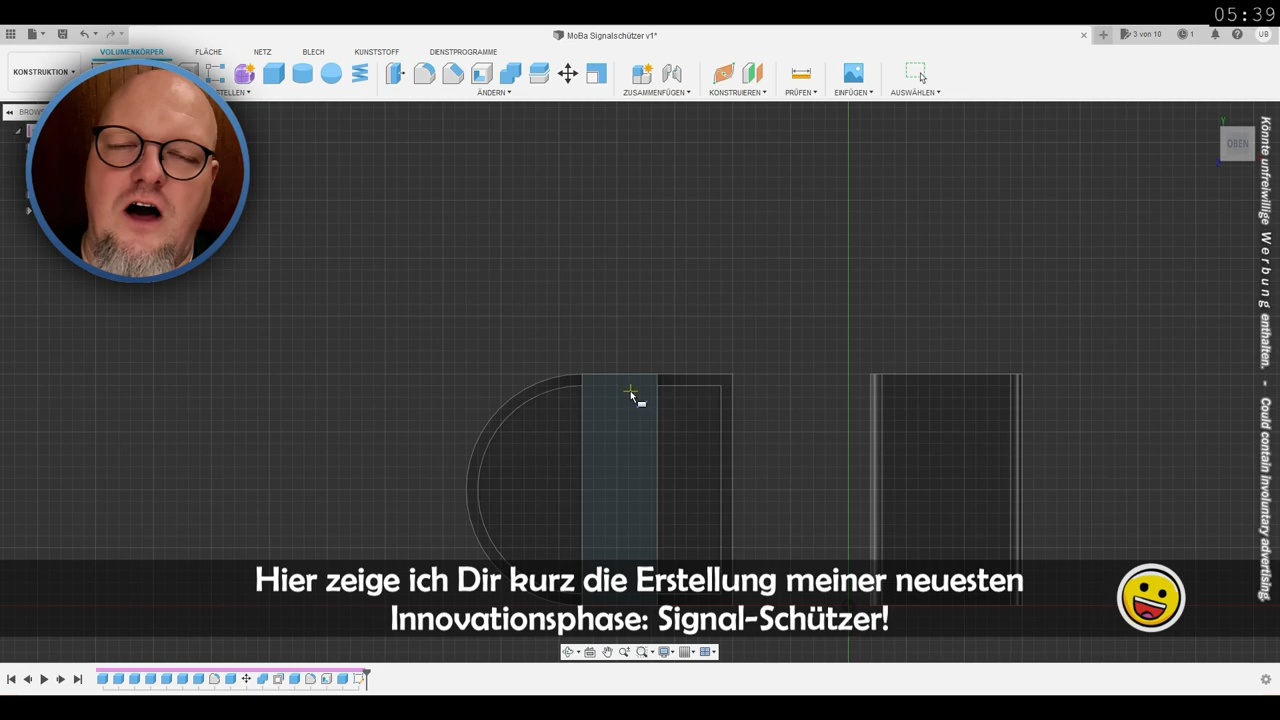 05:39
MoBa Signalschützer v1*
3 von 10
1
UB
VOLUMENKÖRPER
FLÄCHE
NETZ
BLECH
KUNSTSTOFF
DIENSTPROGRAMME
KONSTRUKTION
ÄNDERN
ZUSAMMENFÜGEN
KONSTRUIEREN
PRÜFEN
EINFÜGEN
AUSWÄHLEN
Y
OBEN
Könnte unfreiwillige Werbung enthalten. - Could contain involuntary advertising.
Hier zeige ich Dir kurz die Erstellung meiner neuesten
Innovationsphase: Signal-Schützer!